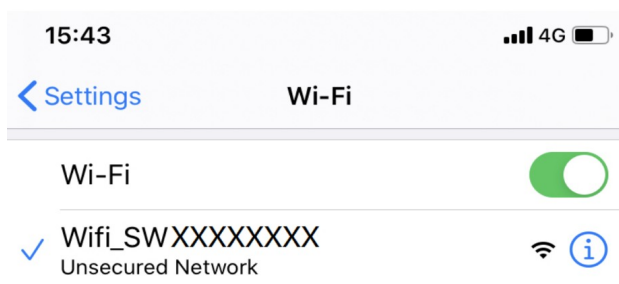 15:43 4G
Settings Wi-Fi
Wi-Fi
Wifi_SWXXXXXXXX
Unsecured Network